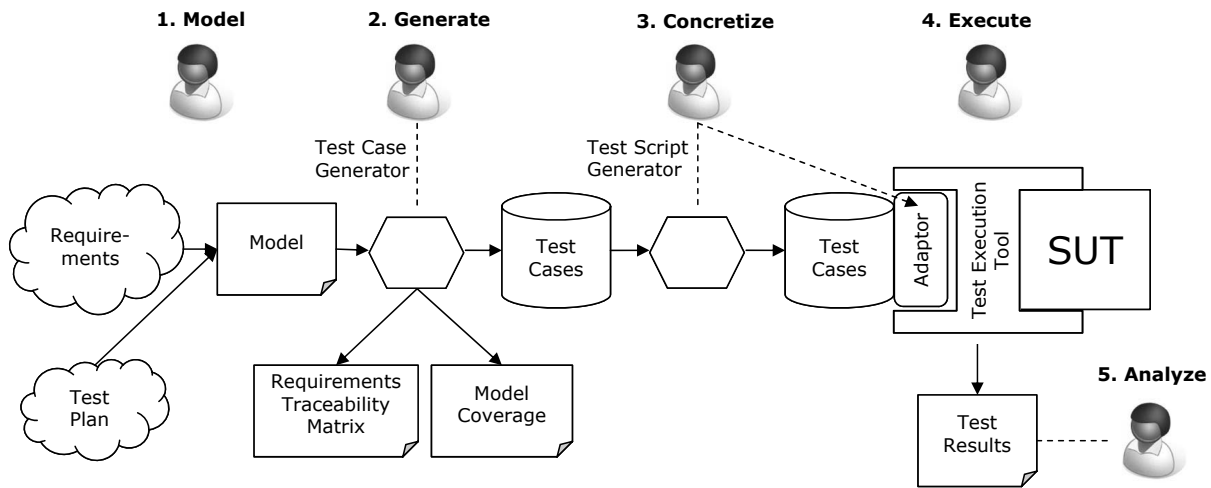 1. Model
2. Generate
3. Concretize
4. Execute
Test Case
Generator
Test Script
Generator
Require-
ments
Model
Test
Cases
Test
Cases
Adaptor
Test Execution
Tool
SUT
Test
Plan
Requirements
Traceability
Matrix
Model
Coverage
5. Analyze
Test
Results